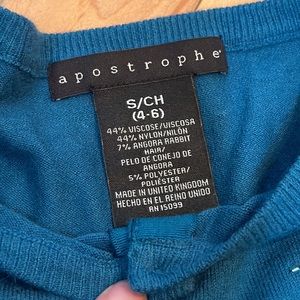 apostrophe
S/CH
(4-6)
44% VISCOSE/VISCOSA
44% NYLON/NILÓN
7% ANGORA RABBIT
HAIR/
PELO DE CONEJO DE
ANGORA
5% POLYESTER/
POLIÉSTER
MADE IN UNITED KINGDOM
HECHO EN EL REINO UNIDO
RN 15099